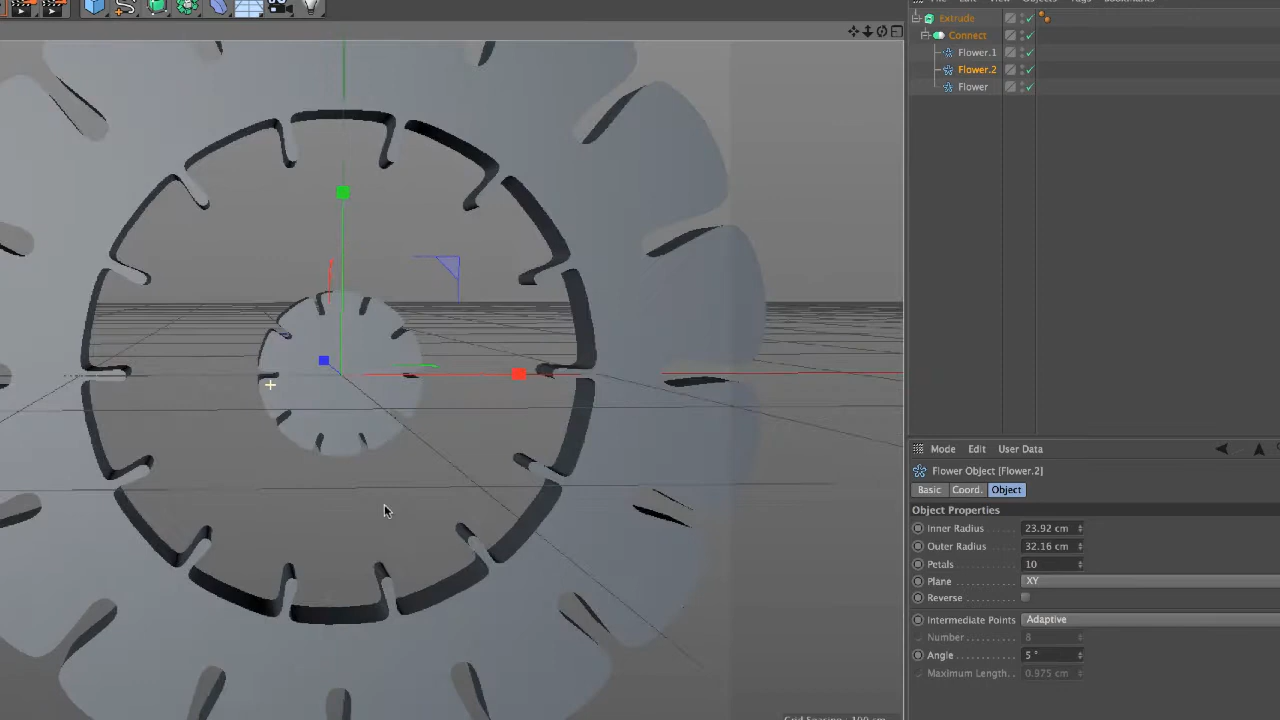 Extrude
Connect
Flower.1
Flower.2
Flower
Mode Edit User Data
Flower Object [Flower.2]
Basic Coord. Object
Object Properties
Inner Radius 23.92 cm
Outer Radius 32.16 cm
Petals 10
Plane XY
Reverse
Intermediate Points Adaptive
Number 8
Angle 5 °
Maximum Length. 0.975 cm